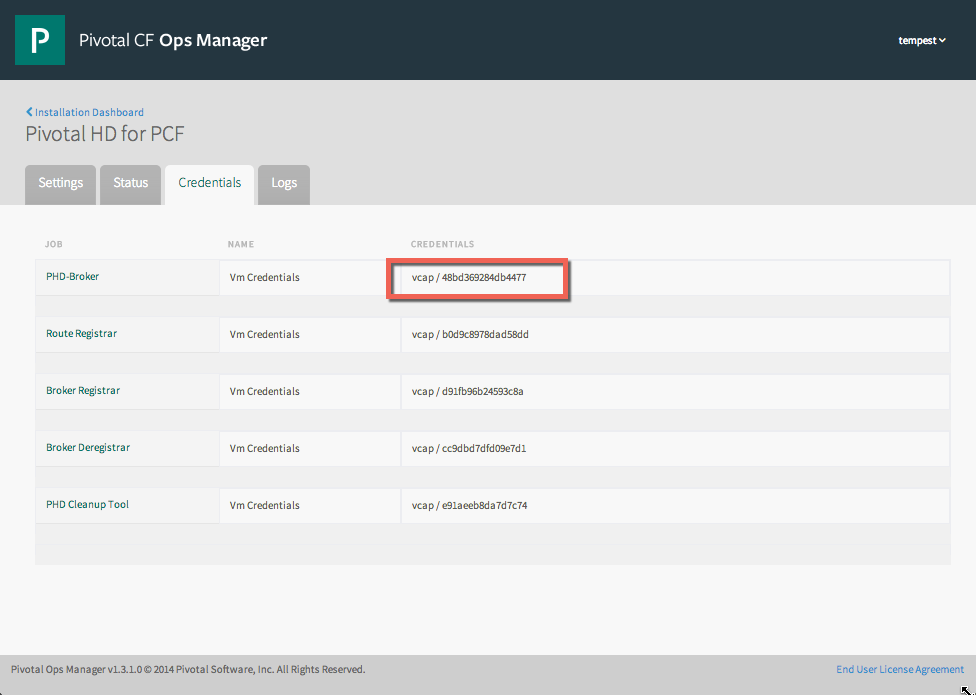 P
Pivotal CF Ops Manager
tempest
Installation Dashboard
Pivotal HD for PCF
Settings Status Credentials Logs
JOB NAME CREDENTIALS
PHD-Broker Vm Credentials vcap / 48bd369284db4477
Route Registrar Vm Credentials vcap / b0d9c8978dad58dd
Broker Registrar Vm Credentials vcap / d91fb96b24593c8a
Broker Deregistrar Vm Credentials vcap / cc9dbd7dfd09e7d1
PHD Cleanup Tool Vm Credentials vcap / e91aeeb8da7d7c74
Pivotal Ops Manager v1.3.1.0 © 2014 Pivotal Software, Inc. All Rights Reserved. End User License Agreement